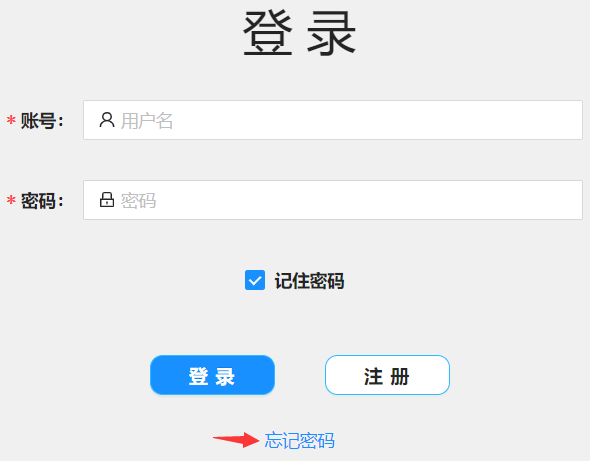 登 录
* 账号：
用户名
* 密码：
密码
记住密码
登 录
注 册
忘记密码